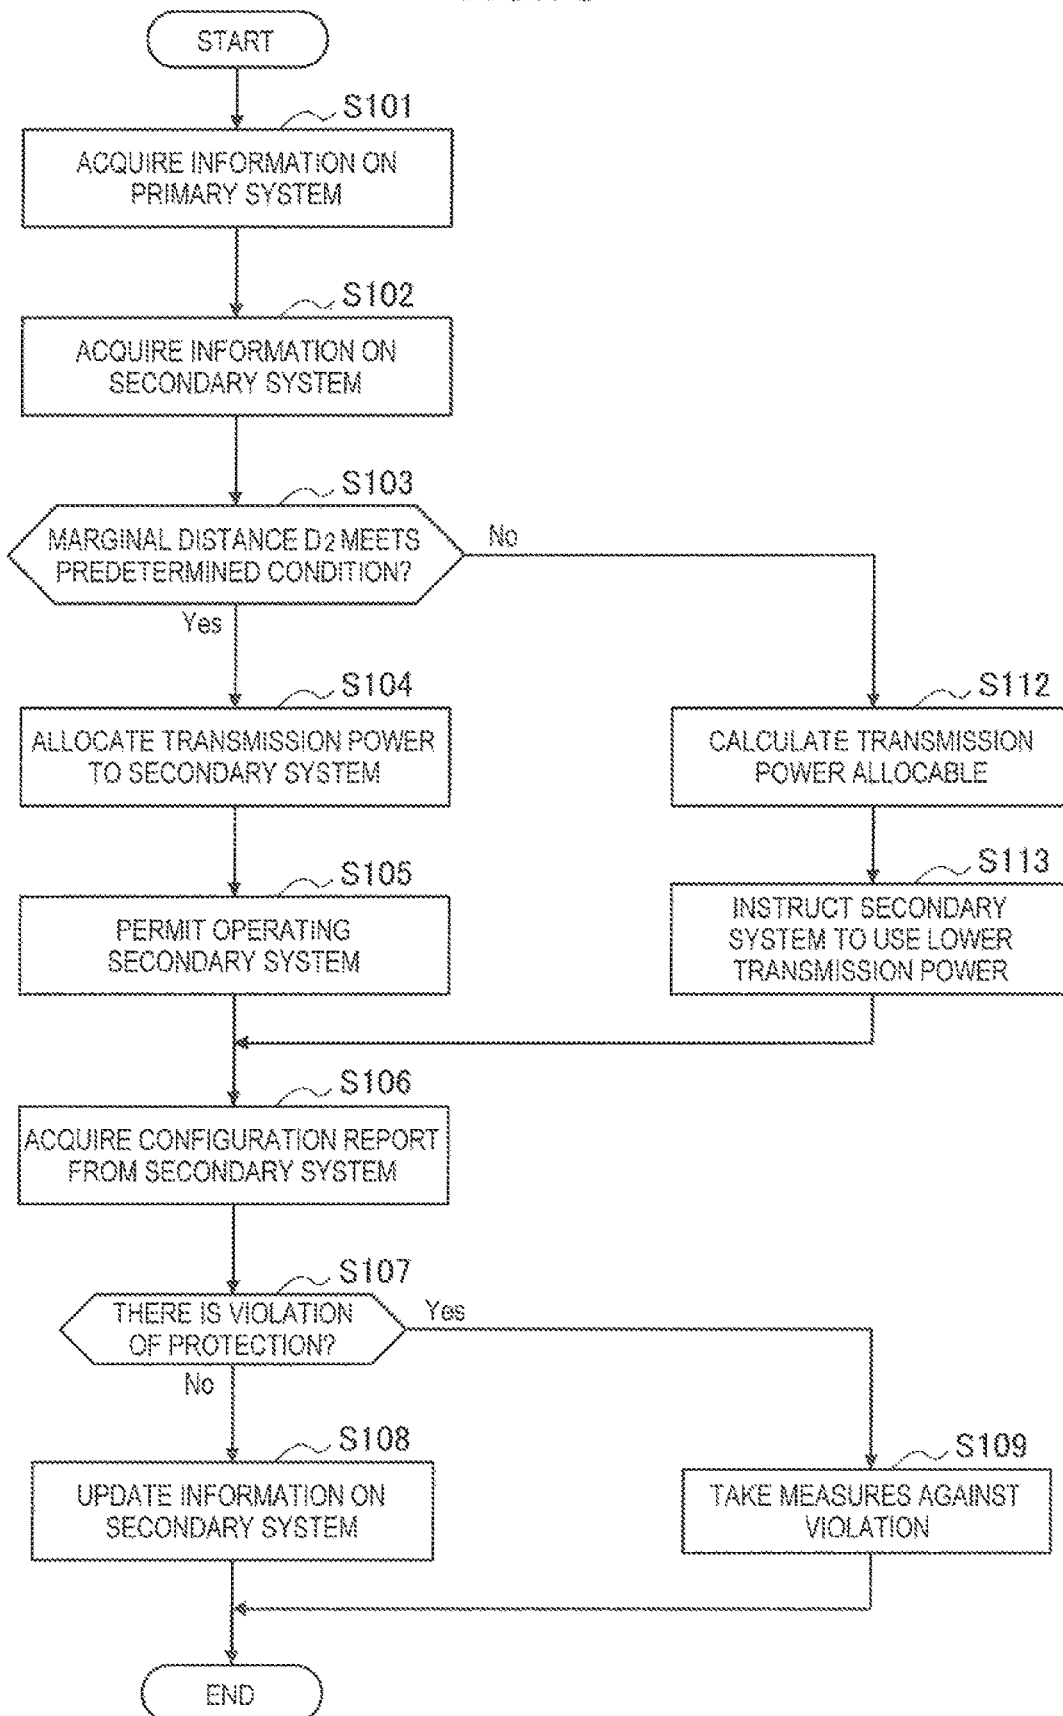 START
S101
ACQUIRE INFORMATION ON
PRIMARY SYSTEM
S102
ACQUIRE INFORMATION ON
SECONDARY SYSTEM
S103
MARGINAL DISTANCE D2 MEETS
PREDETERMINED CONDITION?
No
Yes
S104
ALLOCATE TRANSMISSION POWER
TO SECONDARY SYSTEM
S112
CALCULATE TRANSMISSION
POWER ALLOCABLE
S105
PERMIT OPERATING
SECONDARY SYSTEM
S113
INSTRUCT SECONDARY
SYSTEM TO USE LOWER
TRANSMISSION POWER
S106
ACQUIRE CONFIGURATION REPORT
FROM SECONDARY SYSTEM
S107
THERE IS VIOLATION
OF PROTECTION?
Yes
No
S108
UPDATE INFORMATION ON
SECONDARY SYSTEM
S109
TAKE MEASURES AGAINST
VIOLATION
END